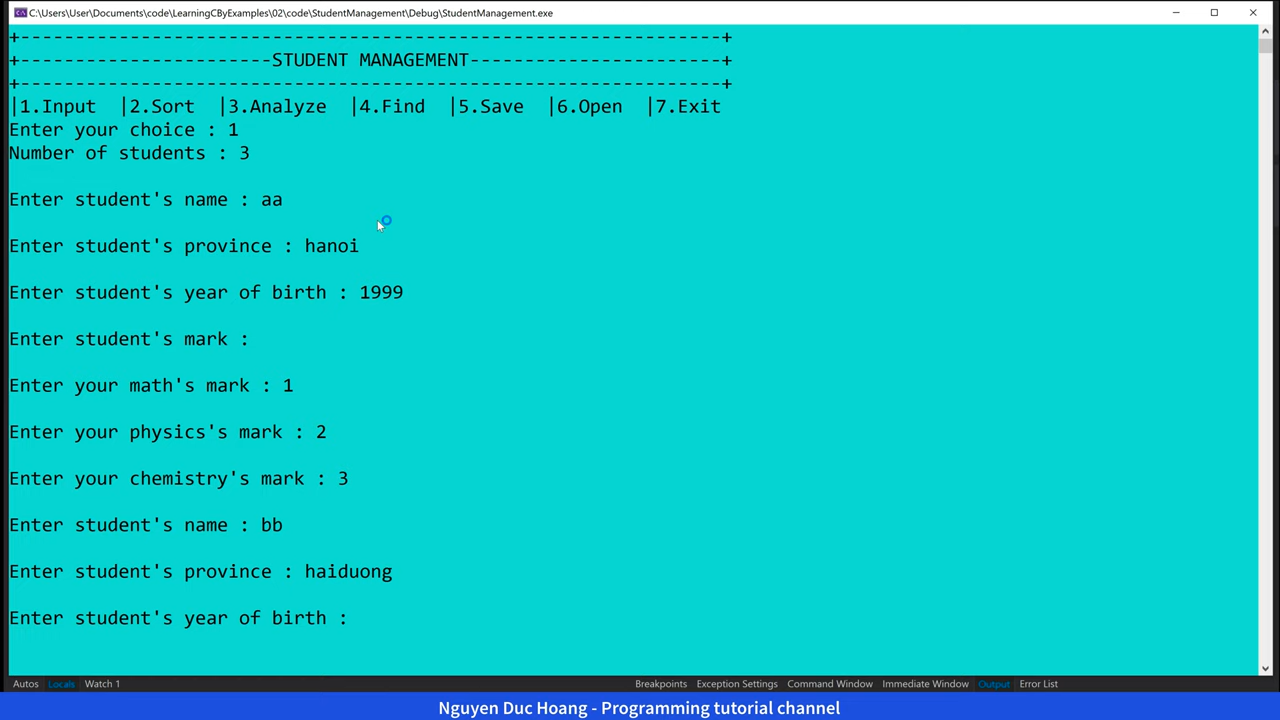 C:\Users\User\Documents\code\LearningCByExamples\02\code\StudentManagement\Debug\StudentManagement.exe
+----------------------------------------------------------------+
+-----------------------STUDENT MANAGEMENT-----------------------+
+----------------------------------------------------------------+
|1.Input  |2.Sort  |3.Analyze  |4.Find  |5.Save  |6.Open  |7.Exit
Enter your choice : 1
Number of students : 3
Enter student's name : aa
Enter student's province : hanoi
Enter student's year of birth : 1999
Enter student's mark :
Enter your math's mark : 1
Enter your physics's mark : 2
Enter your chemistry's mark : 3
Enter student's name : bb
Enter student's province : haiduong
Enter student's year of birth :
Autos Locals Watch 1 Breakpoints Exception Settings Command Window Immediate Window Output Error List
Nguyen Duc Hoang - Programming tutorial channel